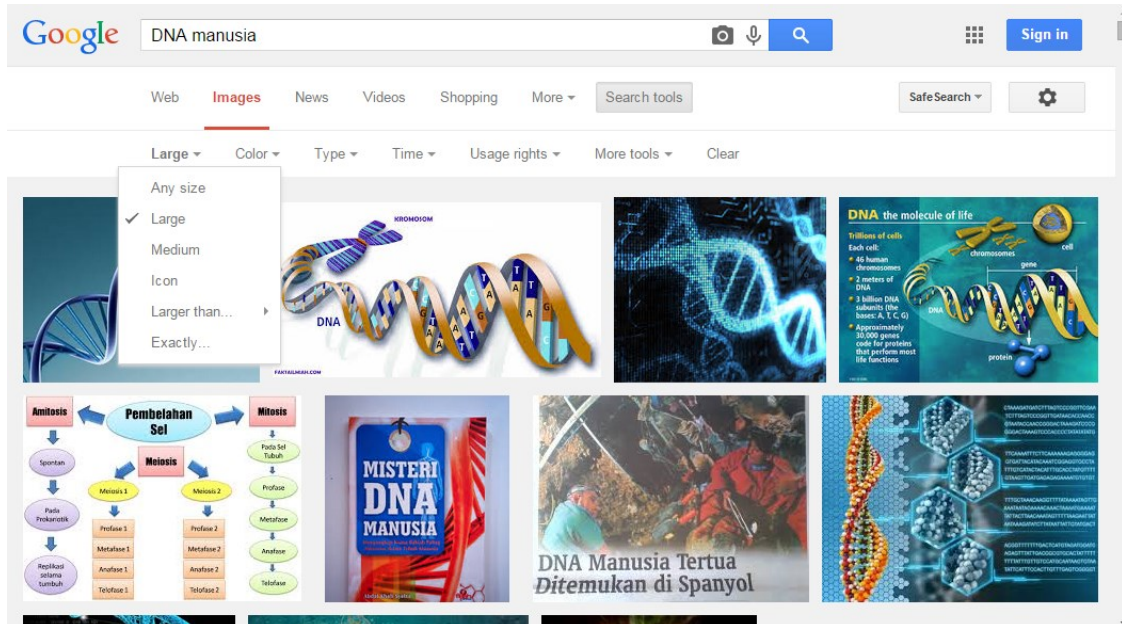 Google
DNA manusia
Sign in
Web Images News Videos Shopping More Search tools
SafeSearch
Large Color Type Time Usage rights More tools Clear
Any size
Large
Medium
Icon
Larger than...
Exactly...
KROMOSOM
DNA
FAKTAILMIAH.COM
DNA the molecule of life
Trillions of cells
Each cell:
46 human
chromosomes
2 meters of
DNA
3 billion DNA
subunits (the
bases: A, T, C, G)
Approximately
30,000 genes
code for proteins
that perform most
life functions
chromosomes
cell
gene
DNA
protein
Amitosis
Spontan
Pada
Prokariotik
Replikasi
selama
tumbuh
Pembelahan
Sel
Meiosis
Meiosis 1
Profase 1
Metafase 1
Anafase 1
Telofase 1
Meiosis 2
Profase 2
Metafase 2
Anafase 2
Telofase 2
Mitosis
Pada Sel
Tubuh
Profase
Metafase
Anafase
Telofase
MISTERI
DNA
MANUSIA
DNA Manusia Tertua
Ditemukan di Spanyol